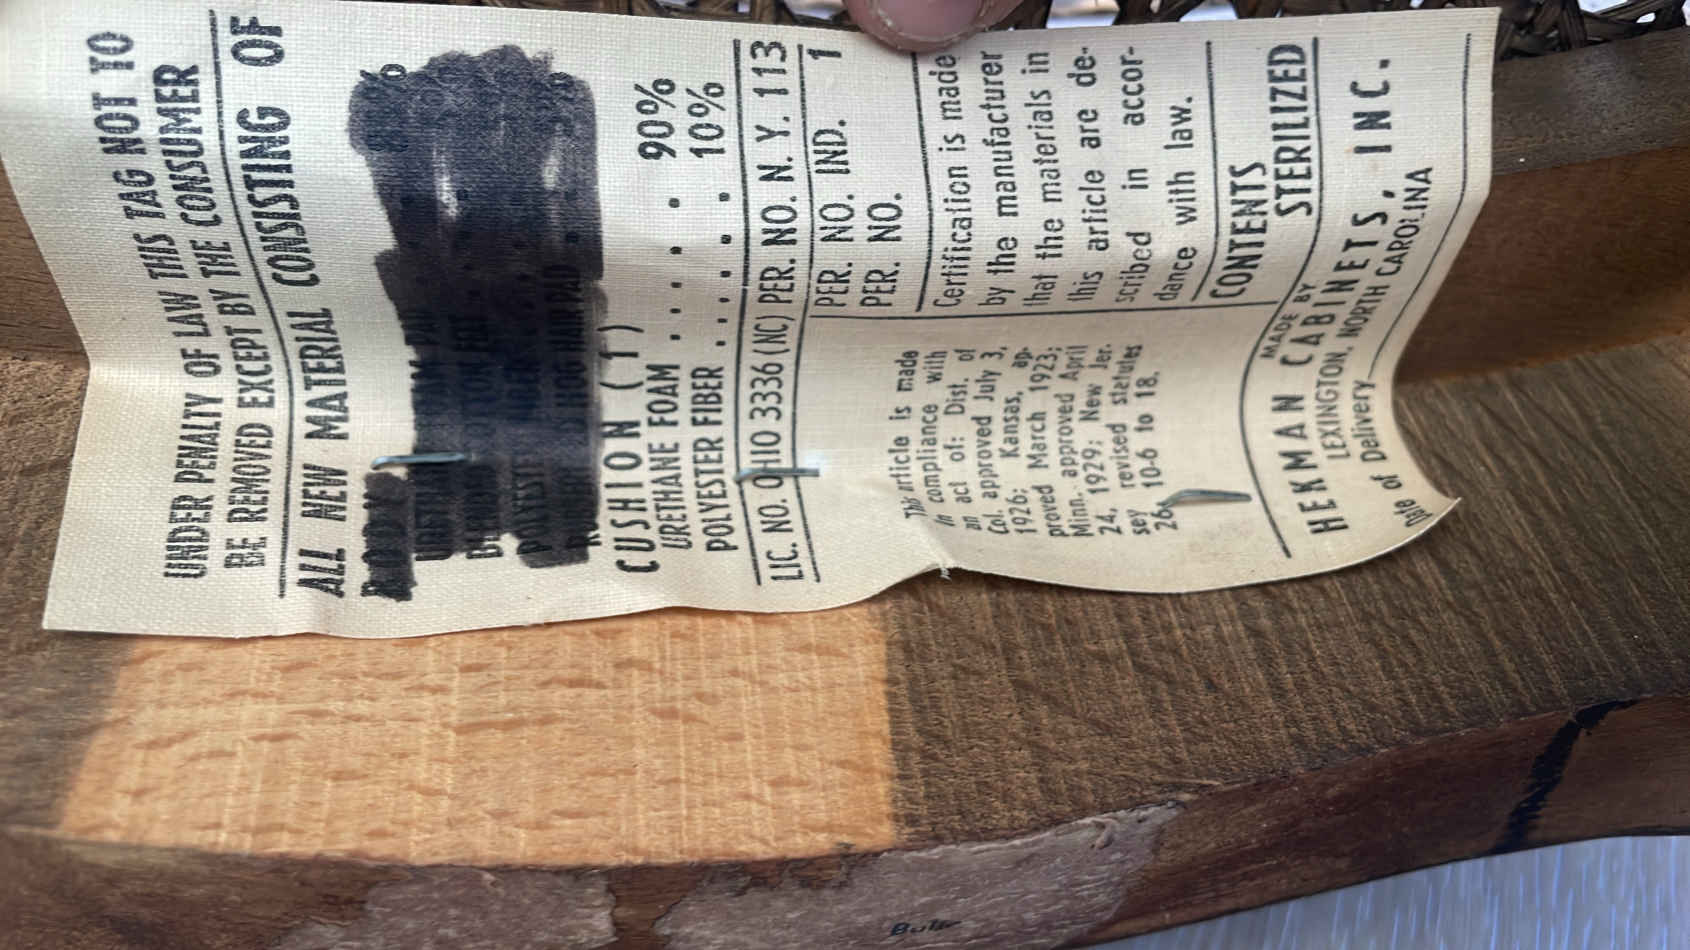 UNDER PENALTY OF LAW THIS TAG NOT TO
BE REMOVED EXCEPT BY THE CONSUMER
ALL NEW MATERIAL CONSISTING OF
BODY
%
CUSHION (1)
URETHANE FOAM . . . . 90%
POLYESTER FIBER . . . . . 10%
LIC. NO. OHIO 3336 (NC) PER. NO. N. Y. 113
PER. NO. IND. 1
PER. NO.
This article is made
in compliance with
an act of: Dist. of
Col. approved July 3,
1926; Kansas, ap-
proved March 1923;
Minn. approved April
24, 1929; New Jer-
sey revised statutes
26 10-6 to 18.
Certification is made
by the manufacturer
that the materials in
this article are de-
scribed in accor-
dance with law.
CONTENTS
STERILIZED
MADE BY
HEKMAN CABINETS, INC.
LEXINGTON, NORTH CAROLINA
Date of Delivery